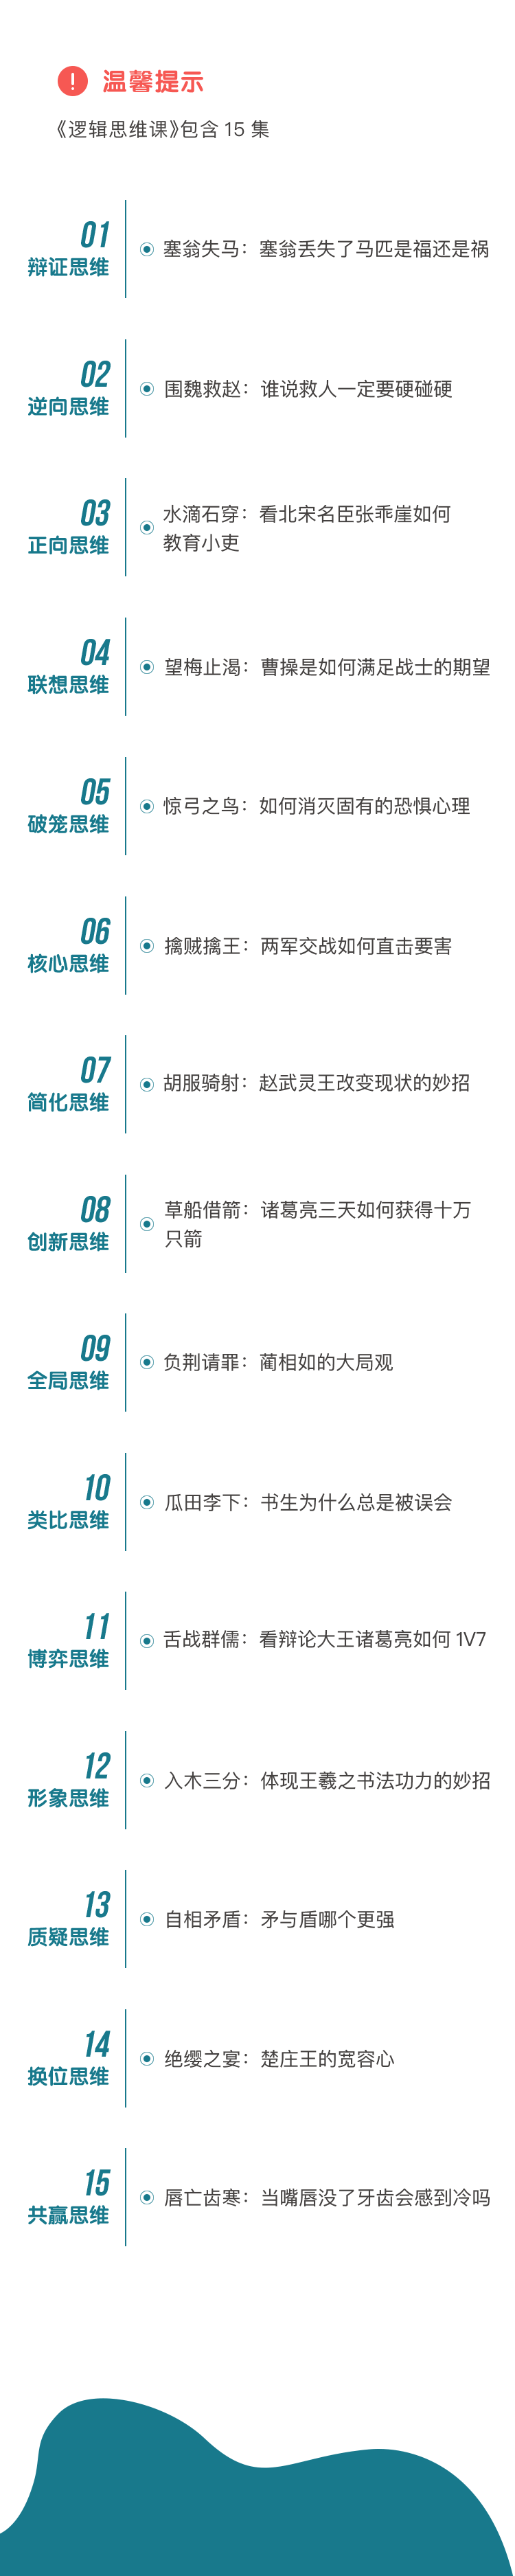 温馨提示
《逻辑思维课》包含 15 集
01
辩证思维
塞翁失马：塞翁丢失了马匹是福还是祸
02
逆向思维
围魏救赵：谁说救人一定要硬碰硬
03
正向思维
水滴石穿：看北宋名臣张乖崖如何
教育小吏
04
联想思维
望梅止渴：曹操是如何满足战士的期望
05
破笼思维
惊弓之鸟：如何消灭固有的恐惧心理
06
核心思维
擒贼擒王：两军交战如何直击要害
07
简化思维
胡服骑射：赵武灵王改变现状的妙招
08
创新思维
草船借箭：诸葛亮三天如何获得十万
只箭
09
全局思维
负荆请罪：蔺相如的大局观
10
类比思维
瓜田李下：书生为什么总是被误会
11
博弈思维
舌战群儒：看辩论大王诸葛亮如何 1V7
12
形象思维
入木三分：体现王羲之书法功力的妙招
13
质疑思维
自相矛盾：矛与盾哪个更强
14
换位思维
绝缨之宴：楚庄王的宽容心
15
共赢思维
唇亡齿寒：当嘴唇没了牙齿会感到冷吗